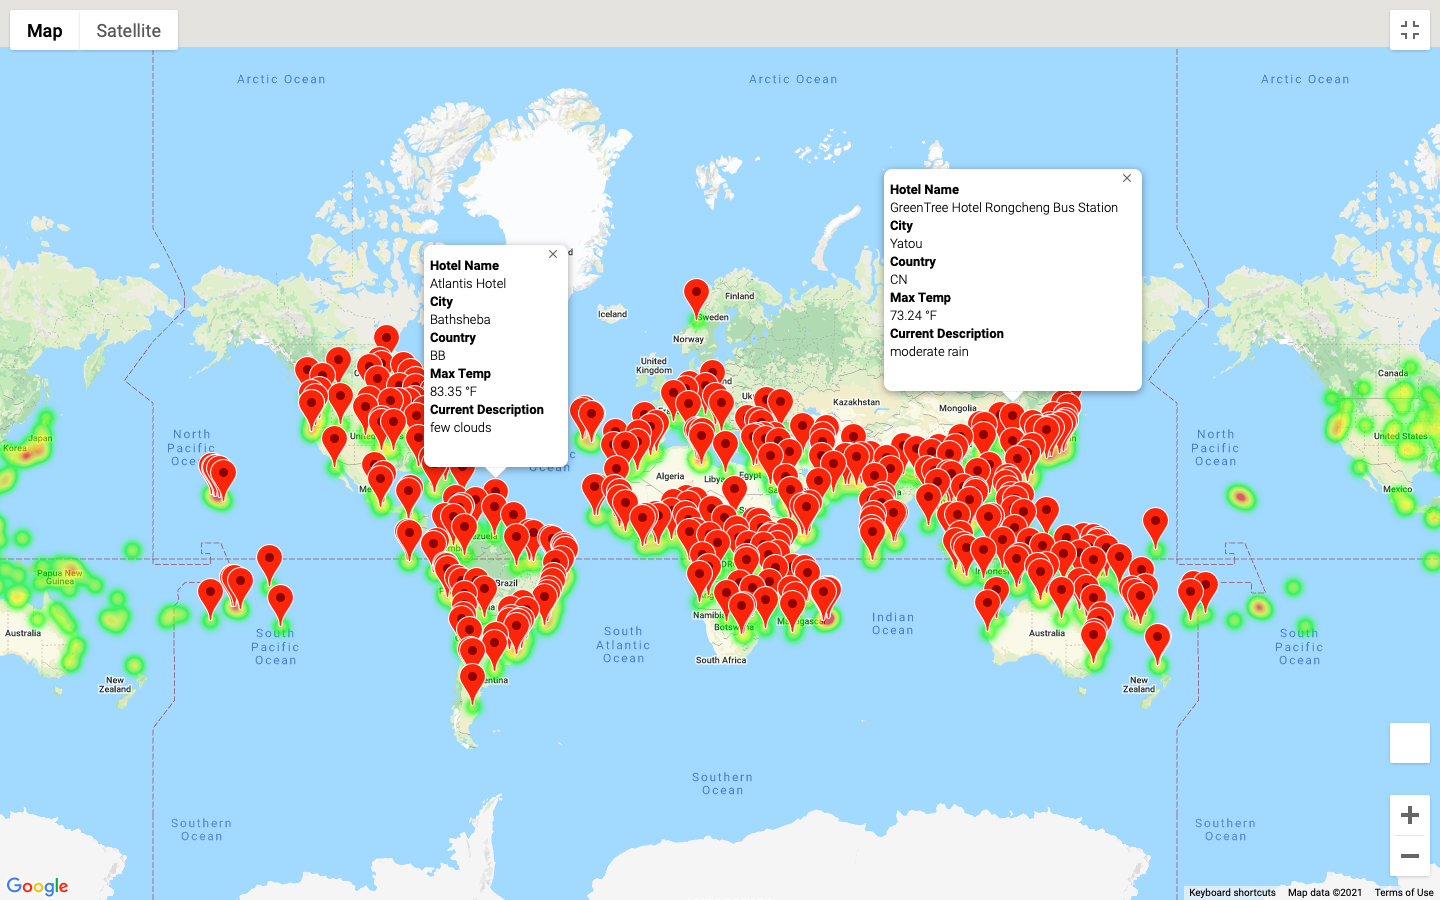 Map
Satellite
Arctic Ocean
Arctic Ocean
Arctic Ocean
Hotel Name
GreenTree Hotel Rongcheng Bus Station
City
Yatou
Country
CN
Max Temp
73.24 °F
Current Description
moderate rain
Hotel Name
Atlantis Hotel
City
Bathsheba
Country
BB
Max Temp
83.35 °F
Current Description
few clouds
Iceland
Finland
Sweden
Norway
United
Kingdom
Kazakhstan
Mongolia
Canada
United States
Mexico
Japan
Korea
North
Pacific
North
Pacific
Ocean
Algeria
Libya
Egypt
Brazil
Papua New
Guinea
Australia
New
Zealand
South
Pacific
Ocean
South
Atlantic
Ocean
South Africa
Indian
Ocean
Australia
New
Zealand
South
Pacific
Ocean
Southern
Ocean
Southern
Ocean
Southern
Ocean
Google
Keyboard shortcuts
Map data ©2021
Terms of Use